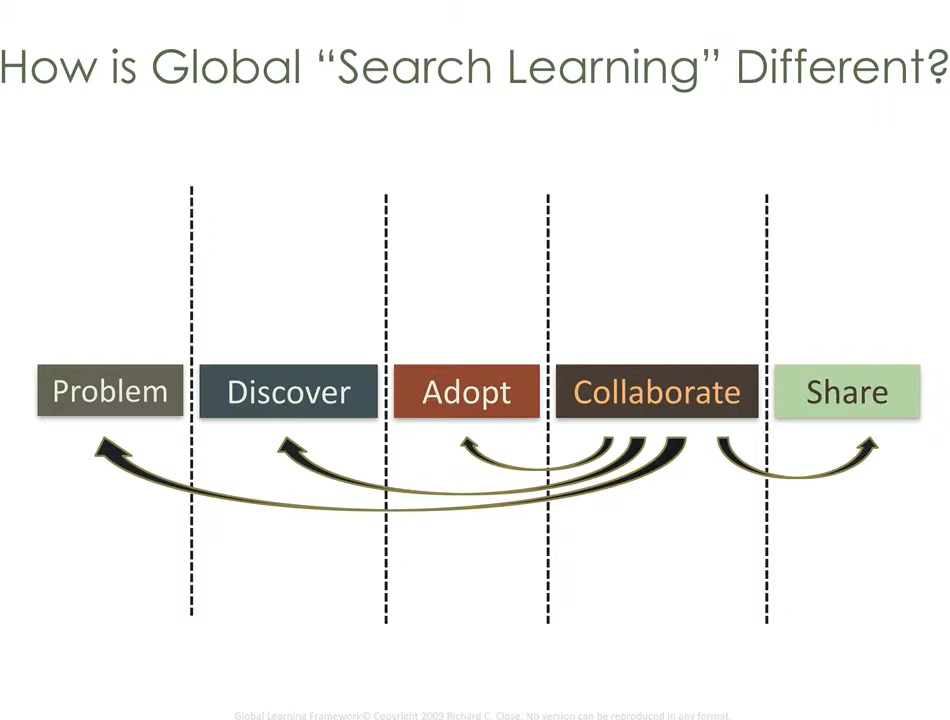 How is Global “Search Learning” Different?
Problem
Discover
Adopt
Collaborate
Share
Global Learning Framework© Copyright 2009 Richard C. Close. No version can be reproduced in any format.